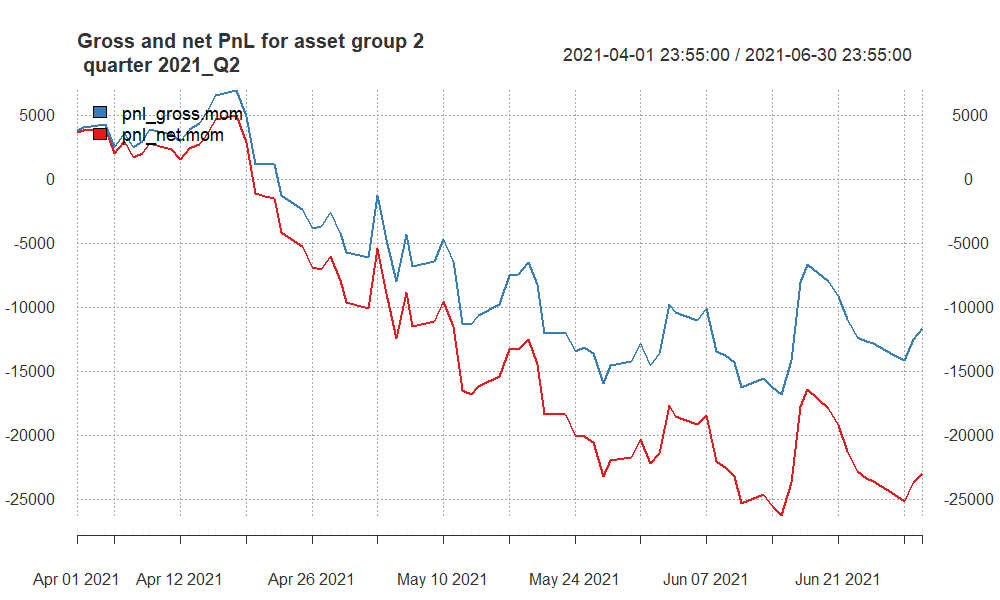 Gross and net PnL for asset group 2
quarter 2021_Q2
2021-04-01 23:55:00 / 2021-06-30 23:55:00
pnl_gross.mom
pnl_net.mom
5000 5000
0 0
-5000 -5000
-10000 -10000
-15000 -15000
-20000 -20000
-25000 -25000
Apr 01 2021 Apr 12 2021 Apr 26 2021 May 10 2021 May 24 2021 Jun 07 2021 Jun 21 2021